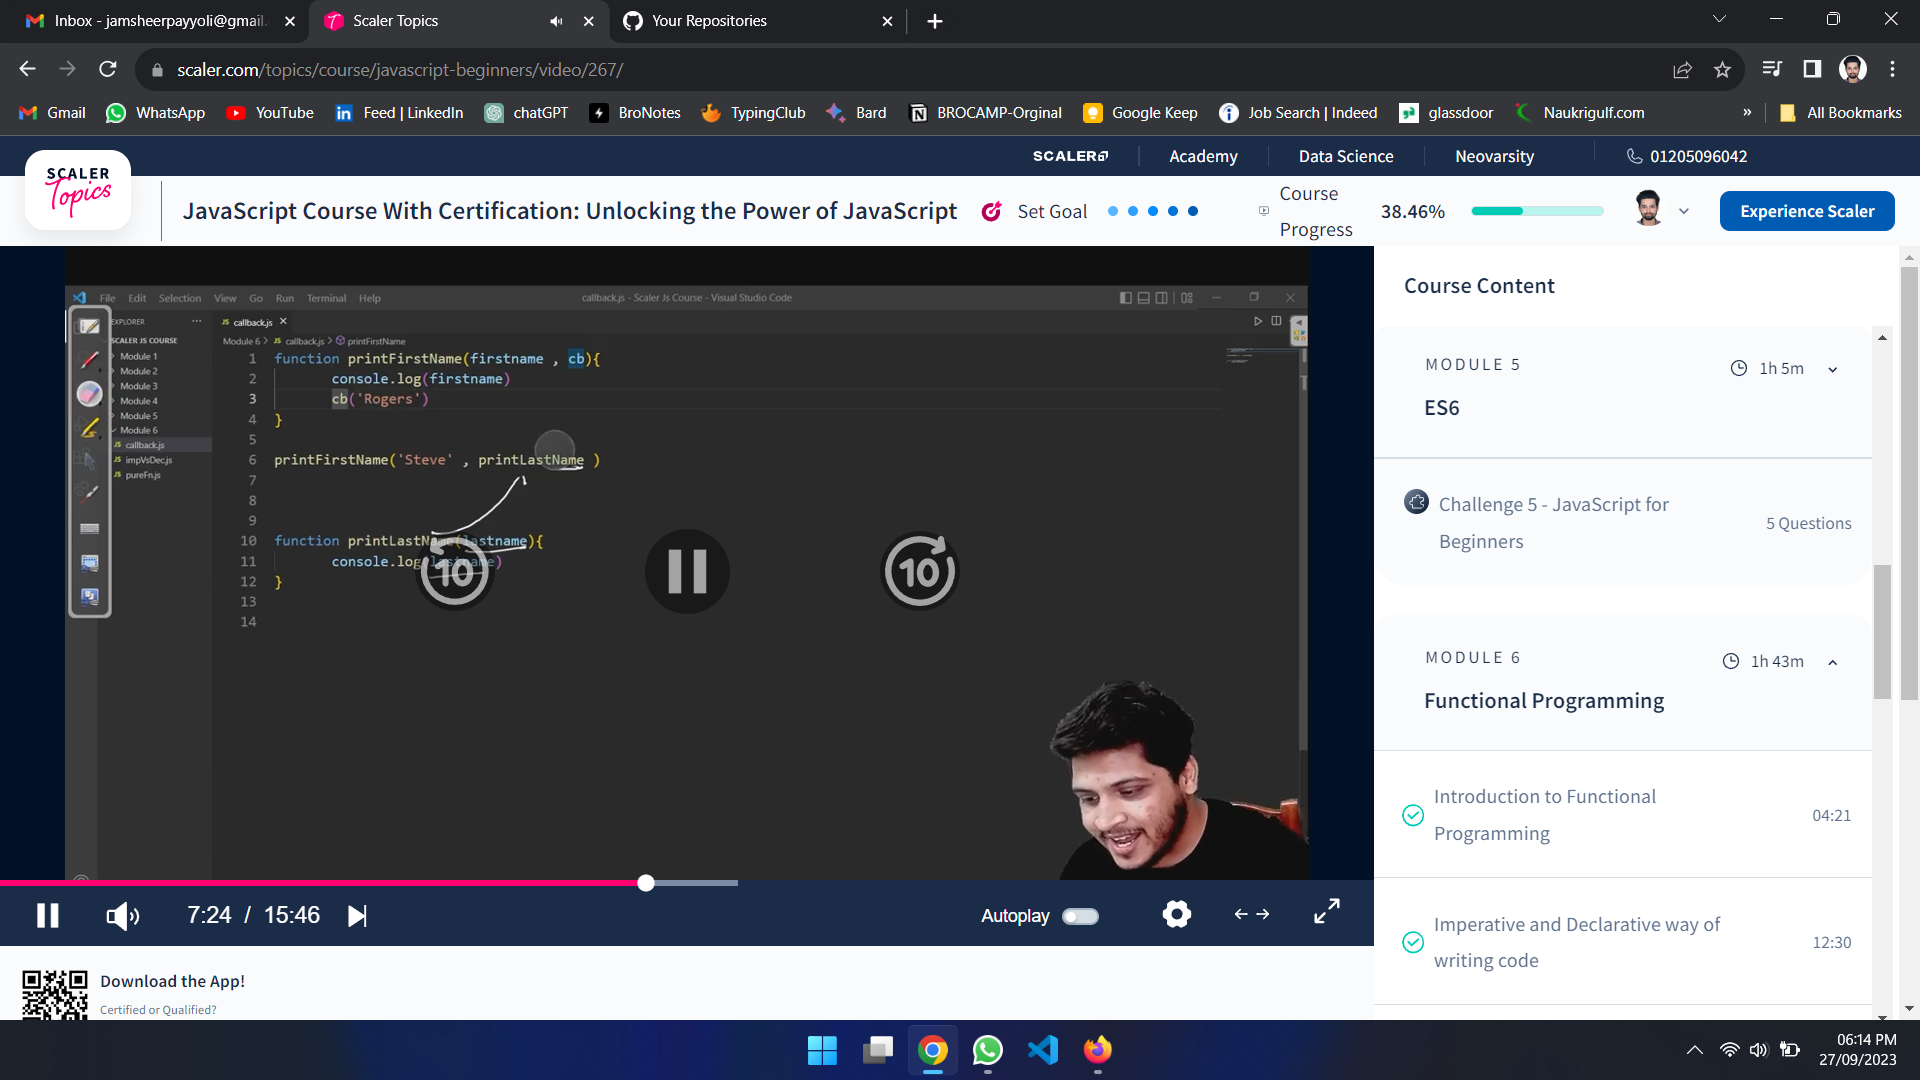 Inbox - jamsheerpayyoli@gmail.
Scaler Topics
Your Repositories
scaler.com/topics/course/javascript-beginners/video/267/
Gmail
WhatsApp
YouTube
Feed | LinkedIn
chatGPT
BroNotes
TypingClub
Bard
BROCAMP-Orginal
Google Keep
Job Search | Indeed
glassdoor
Naukrigulf.com
»
All Bookmarks
SCALER
Academy
Data Science
Neovarsity
01205096042
SCALER
Topics
JavaScript Course With Certification: Unlocking the Power of JavaScript
Set Goal
Course
Progress
38.46%
Experience Scaler
File Edit Selection View Go Run Terminal Help
callback.js - Scaler Js Course - Visual Studio Code
EXPLORER
SCALER JS COURSE
Module 1
Module 2
Module 3
Module 4
Module 5
Module 6
JS callback.js
JS impVsDec.js
JS pureFn.js
JS callback.js
Module 6 > JS callback.js > printFirstName
1 function printFirstName(firstname , cb){
2 console.log(firstname)
3 cb('Rogers')
4 }
5
6 printFirstName('Steve' , printLastName )
7
8
9
10 function printLastName(lastname){
11 console.log(lastname)
12 }
13
14
10
10
7:24 / 15:46
Autoplay
Download the App!
Certified or Qualified?
Course Content
MODULE 5
1h 5m
ES6
Challenge 5 - JavaScript for
Beginners
5 Questions
MODULE 6
1h 43m
Functional Programming
Introduction to Functional
Programming
04:21
Imperative and Declarative way of
writing code
12:30
06:14 PM
27/09/2023